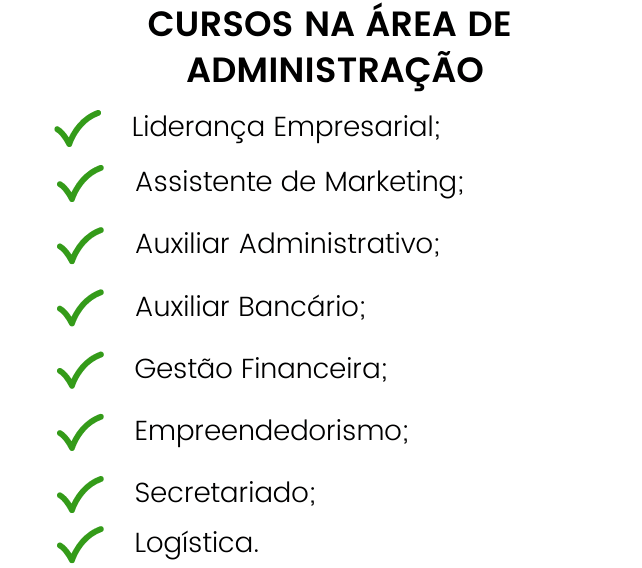 CURSOS NA ÁREA DE
ADMINISTRAÇÃO
Liderança Empresarial;
Assistente de Marketing;
Auxiliar Administrativo;
Auxiliar Bancário;
Gestão Financeira;
Empreendedorismo;
Secretariado;
Logística.